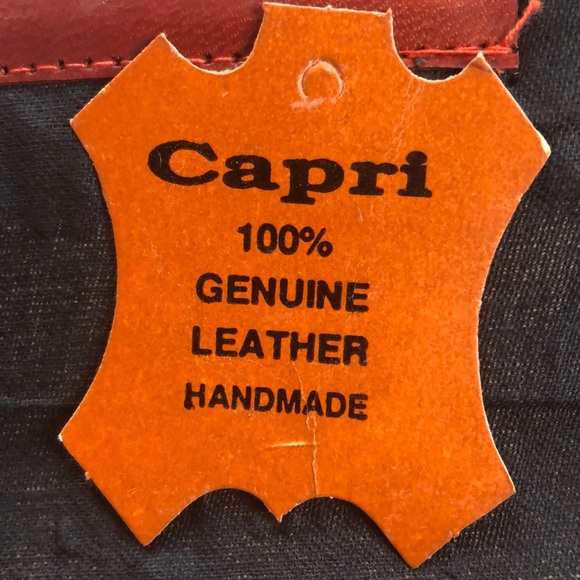 Capri
100%
GENUINE
LEATHER
HANDMADE